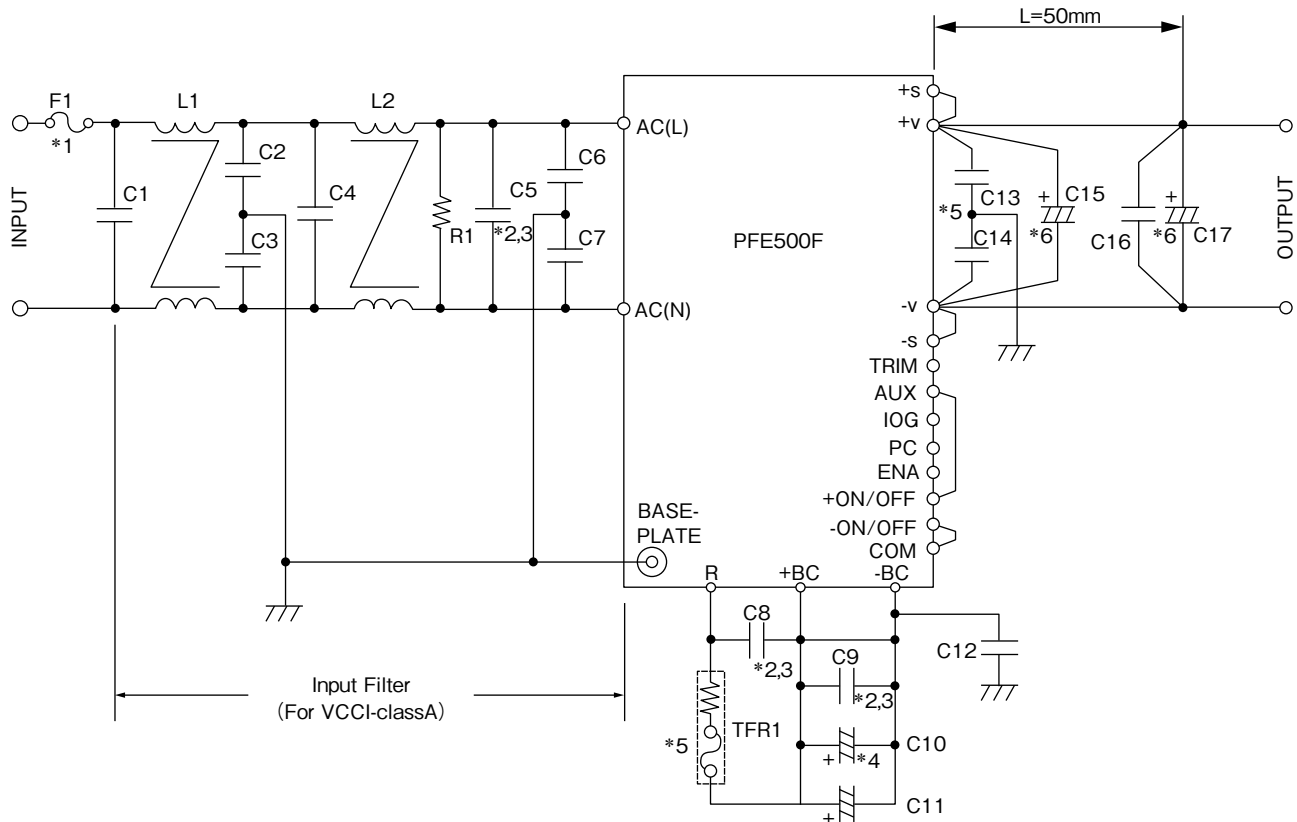 L=50mm
F1
*1
L1
L2
INPUT
C1
C2
C3
C4
R1
C5
*2,3
C6
C7
AC(L)
AC(N)
PFE500F
BASE-
PLATE
+s
+v
-v
-s
TRIM
AUX
IOG
PC
ENA
+ON/OFF
-ON/OFF
COM
C13
*5
C14
+
C15
*6
C16
+
*6
C17
OUTPUT
R
+BC
-BC
C8
*2,3
C9
*2,3
C12
*5
TFR1
+
*4
C10
+
C11
Input Filter
(For VCCI-classA)